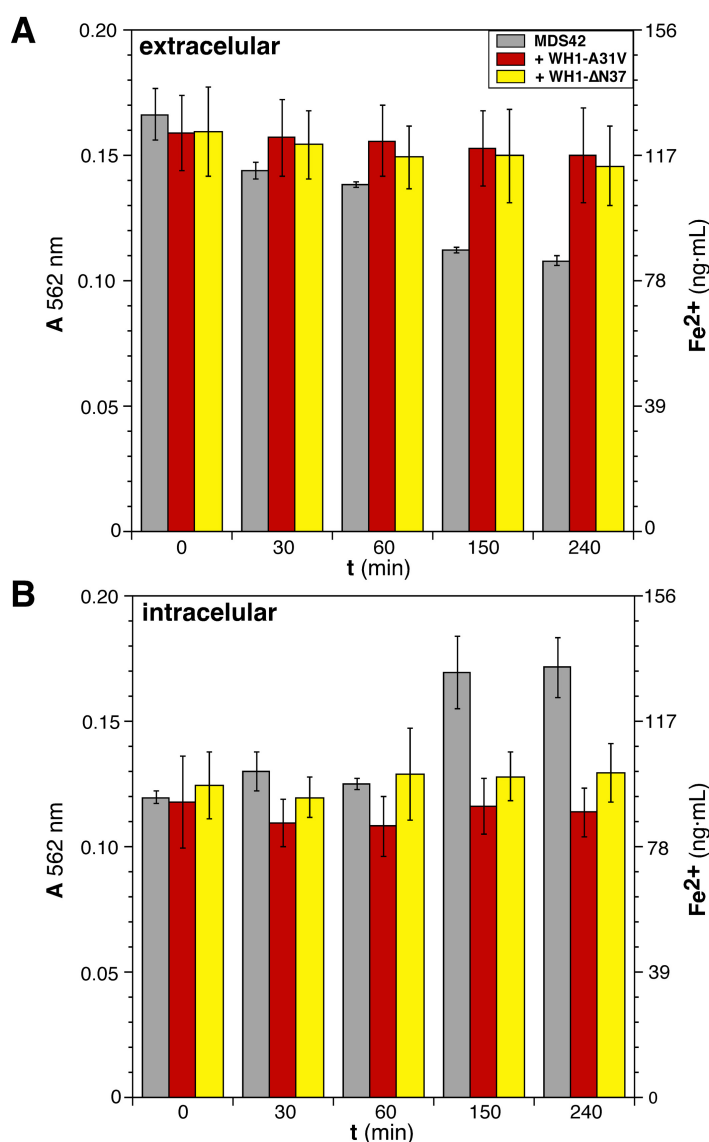 A
extracelular
MDS42
+ WH1-A31V
+ WH1-ΔN37
0.20
0.15
0.10
0.05
0
A 562 nm
156
117
78
39
0
Fe2+ (ng·mL)
0 30 60 150 240
t (min)
B
intracelular
0.20
0.15
0.10
0.05
0
A 562 nm
156
117
78
39
0
Fe2+ (ng·mL)
0 30 60 150 240
t (min)